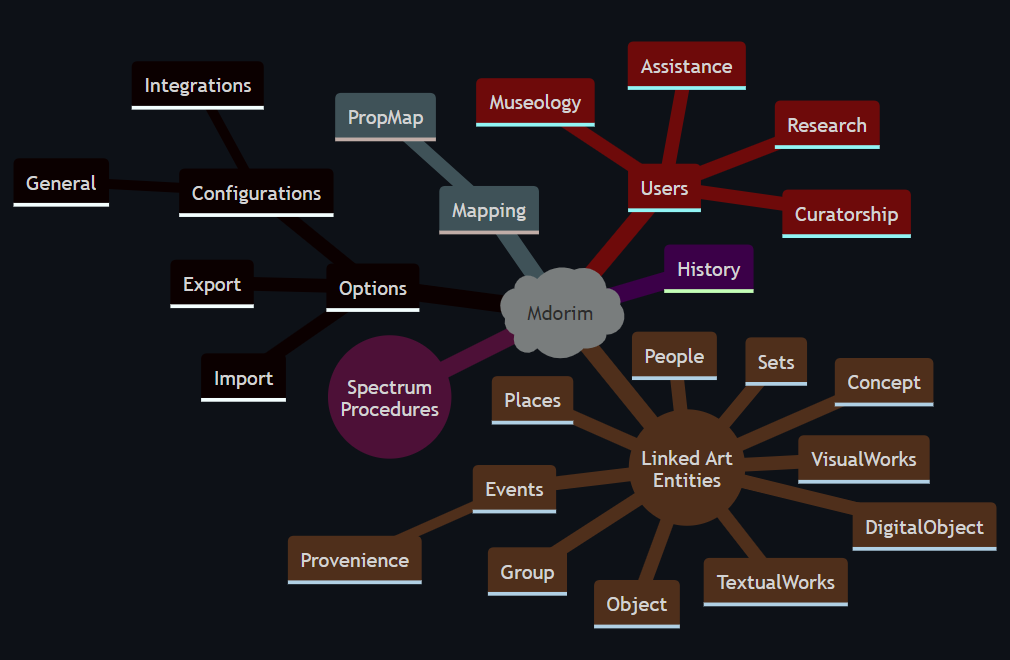 Assistance
Integrations
Museology
PropMap
Research
General
Configurations
Users
Mapping
Curatorship
History
Export
Options
Mdorim
People
Sets
Import
Concept
Spectrum
Procedures
Places
Linked Art
Entities
VisualWorks
Events
DigitalObject
Provenience
Group
TextualWorks
Object